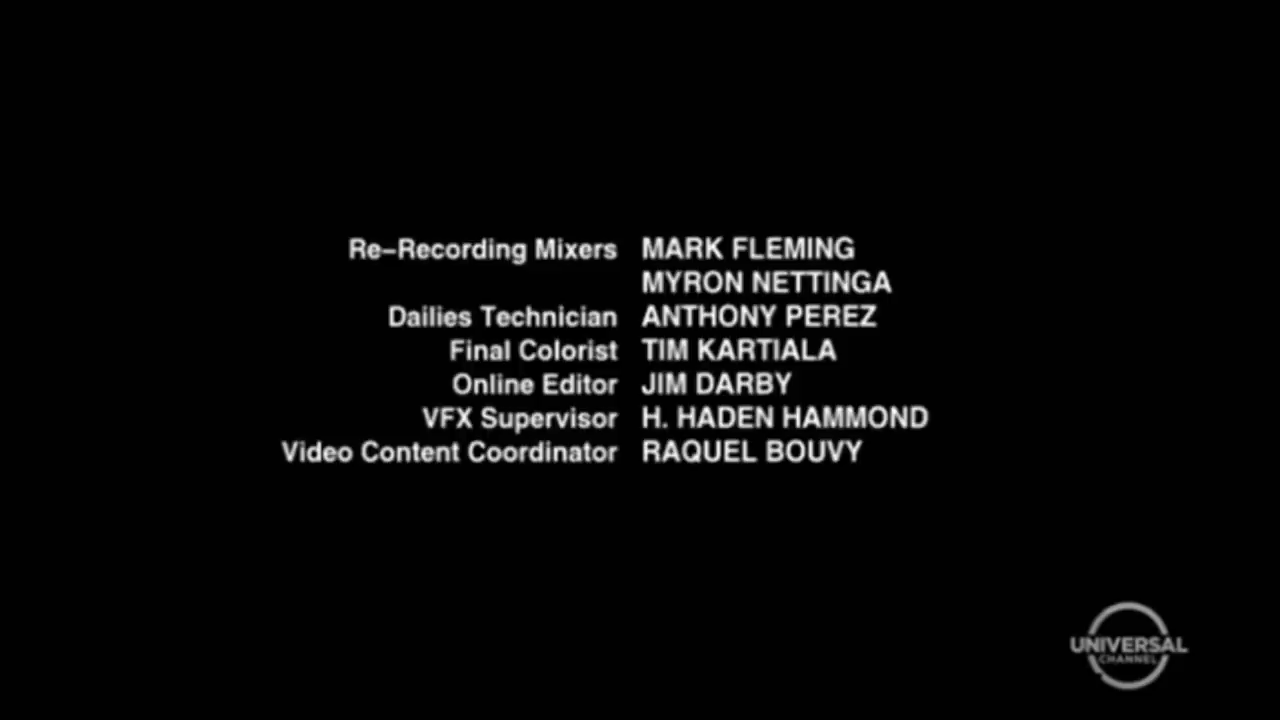 Re-Recording Mixers MARK FLEMING
MYRON NETTINGA
Dailies Technician ANTHONY PEREZ
Final Colorist TIM KARTIALA
Online Editor JIM DARBY
VFX Supervisor H. HADEN HAMMOND
Video Content Coordinator RAQUEL BOUVY
UNIVERSAL
CHANNEL